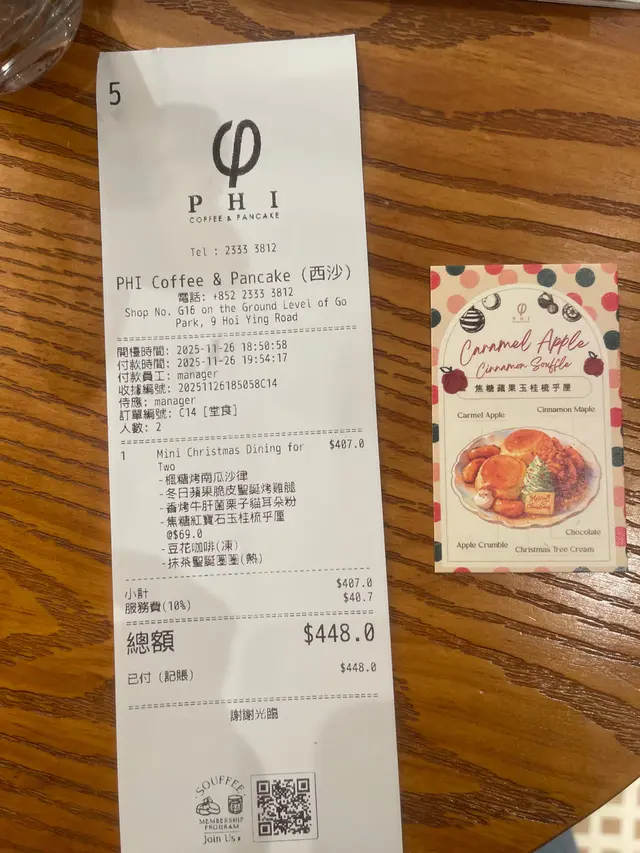 5
PHI
COFFEE & PANCAKE
Tel : 2333 3812
PHI Coffee & Pancake (西沙)
電話: +852 2333 3812
Shop No. G16 on the Ground Level of Go
Park, 9 Hoi Ying Road
開檯時間: 2025-11-26 18:50:58
付款時間: 2025-11-26 19:54:17
付款員工: manager
收據編號: 20251126185058C14
侍應: manager
訂單編號: C14 [堂食]
人數: 2
1 Mini Christmas Dining for $407.0
Two
-楓糖烤南瓜沙律
-冬日蘋果脆皮聖誕烤雞腿
-香烤牛肝菌栗子貓耳朵粉
-焦糖紅寶石玉桂梳乎厘
@$69.0
-豆花咖啡(凍)
-抹茶聖誕圈圈(熱)
小計 $407.0
服務費(10%) $40.7
總額 $448.0
已付 (記賬) $448.0
謝謝光臨
SOUFFEE
MEMBERSHIP
PROGRAM
Join Us
PHI
Caramel Apple
Cinnamon Souffle
焦糖蘋果玉桂梳乎厘
Carmel Apple
Cinnamon Maple
Merry
Christmas
Chocolate
Apple Crumble
Christmas Tree Cream